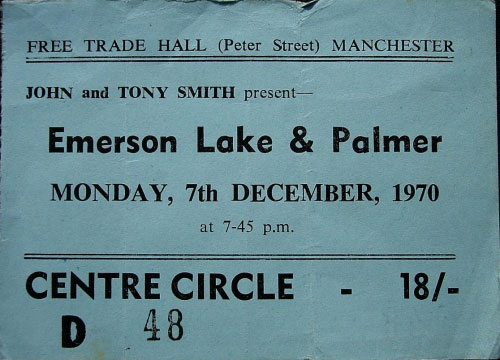 FREE TRADE HALL (Peter Street) MANCHESTER
JOHN and TONY SMITH present—
Emerson Lake & Palmer
MONDAY, 7th DECEMBER, 1970
at 7-45 p.m.
CENTRE CIRCLE - 18/-
D 48